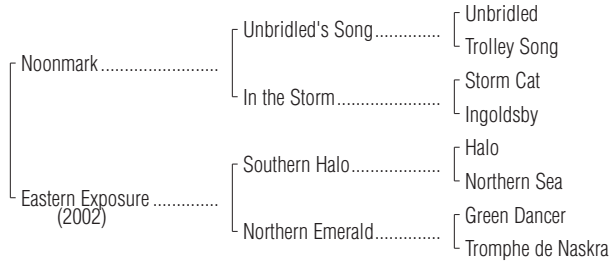 Unbridled
Unbridled's Song..............
Trolley Song
Noonmark ...........................
Storm Cat
In the Storm.......................
Ingoldsby
Halo
Southern Halo....................
Northern Sea
Eastern Exposure ...............
(2002)
Green Dancer
Northern Emerald...............
Tromphe de Naskra